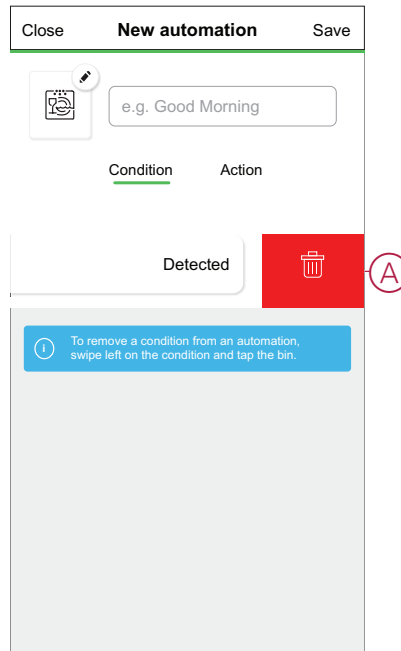 Close New automation Save
e.g. Good Morning
Condition Action
Detected
A
To remove a condition from an automation,
swipe left on the condition and tap the bin.